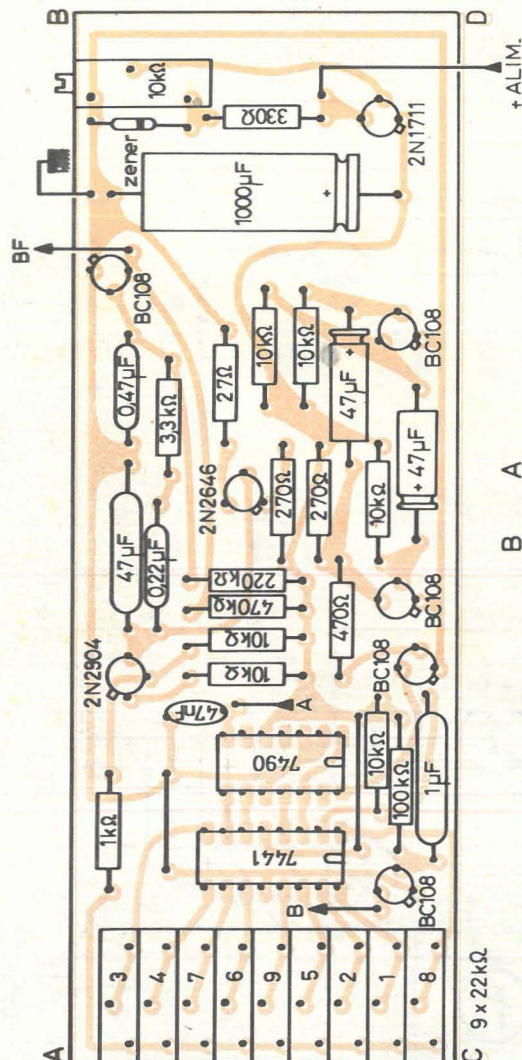 B
D
10kΩ
+ ALIM.
330Ω
2N1711
zener
1000µF
+
BF
BC108
0,47µF
3,3kΩ
27Ω
10kΩ
10kΩ
+
47µF
BC108
2N2646
47µF
0,22µF
270Ω
270Ω
10kΩ
+ 47µF
A
B
220kΩ
470kΩ
10kΩ
10kΩ
470Ω
BC108
2N2904
BC108
47nF
A
7490
10kΩ
100kΩ
1µF
1kΩ
7441
B
BC108
3
4
7
6
9
5
2
1
8
9 x 22kΩ
A
C